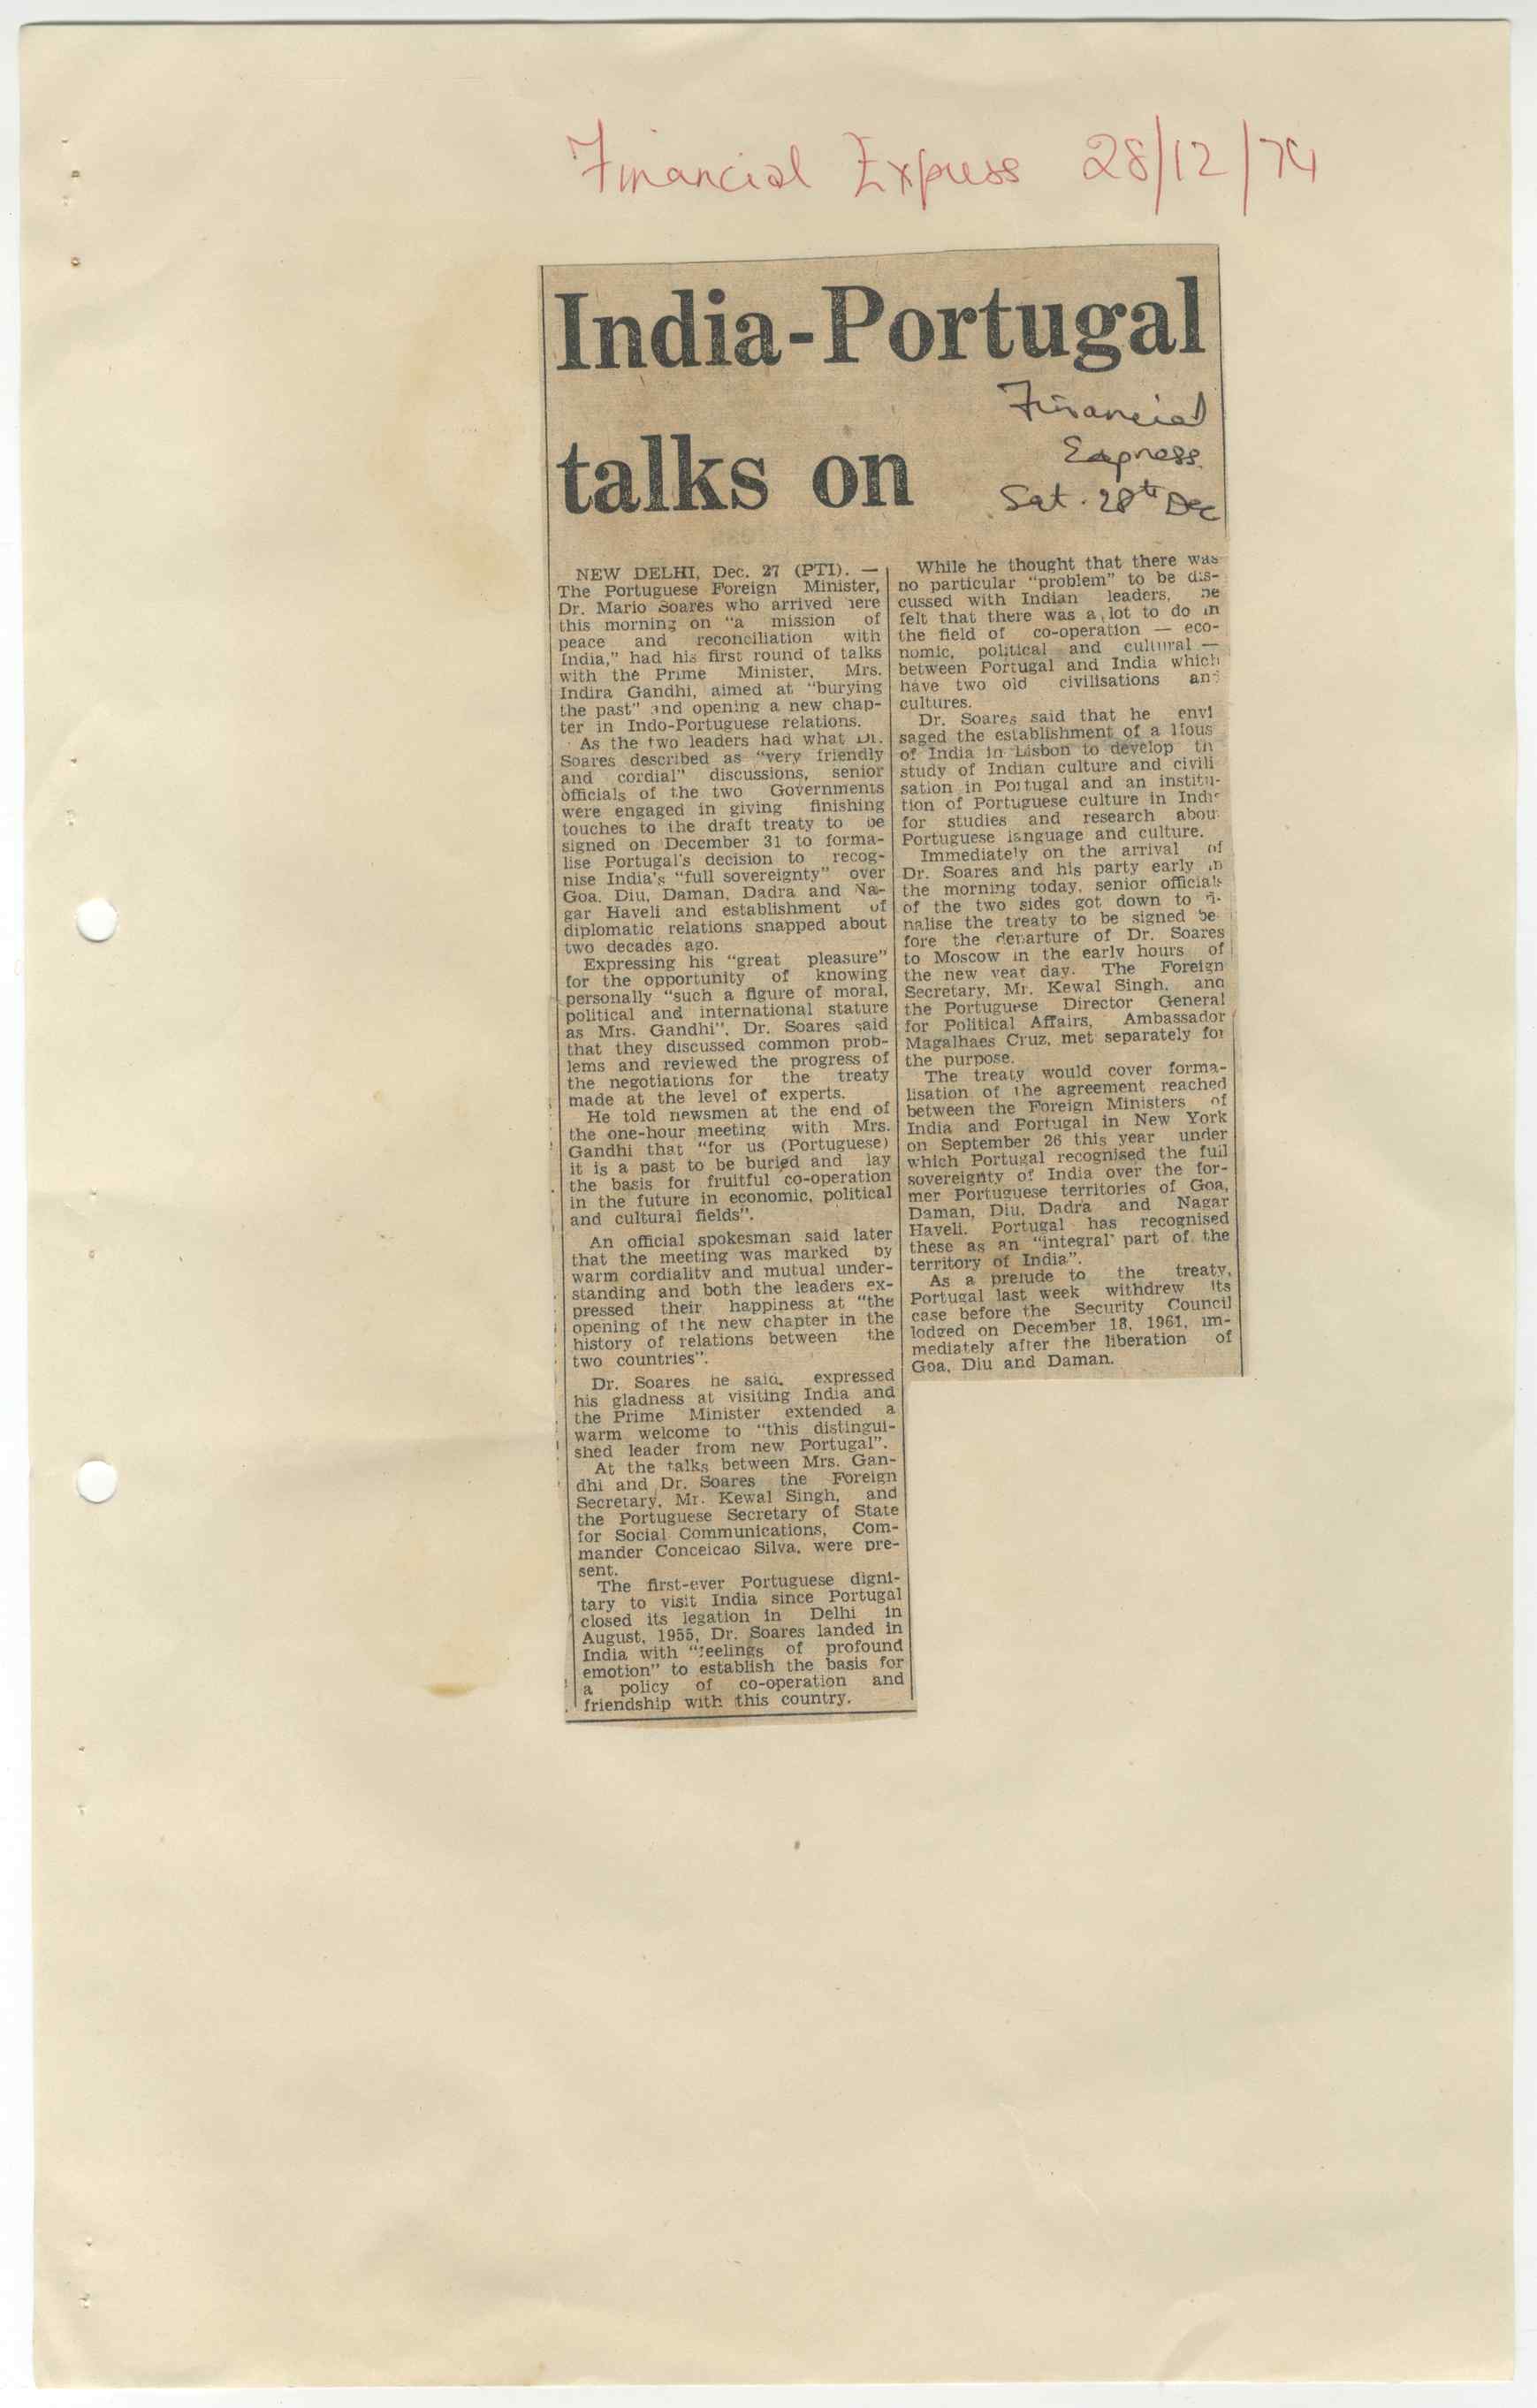 Financial Express 28/12/74
India-Portugal
talks on
Financial
Express.
Sat. 28th Dec
NEW DELHI, Dec. 27 (PTI). —
The Portuguese Foreign Minister,
Dr. Mario Soares who arrived here
this morning on "a mission of
peace and reconciliation with
India," had his first round of talks
with the Prime Minister, Mrs.
Indira Gandhi, aimed at "burying
the past" and opening a new chap-
ter in Indo-Portuguese relations.
As the two leaders had what Dr.
Soares described as "very friendly
and cordial" discussions, senior
officials of the two Governments
were engaged in giving finishing
touches to the draft treaty to be
signed on December 31 to forma-
lise Portugal's decision to recog-
nise India's "full sovereignty" over
Goa. Diu, Daman, Dadra and Na-
gar Haveli and establishment of
diplomatic relations snapped about
two decades ago.
Expressing his "great pleasure"
for the opportunity of knowing
personally "such a figure of moral,
political and international stature
as Mrs. Gandhi", Dr. Soares said
that they discussed common prob-
lems and reviewed the progress of
the negotiations for the treaty
made at the level of experts.
He told newsmen at the end of
the one-hour meeting with Mrs.
Gandhi that "for us (Portuguese)
it is a past to be buried and lay
the basis for fruitful co-operation
in the future in economic, political
and cultural fields".
An official spokesman said later
that the meeting was marked by
warm cordiality and mutual under-
standing and both the leaders ex-
pressed their happiness at "the
opening of the new chapter in the
history of relations between the
two countries".
Dr. Soares he said. expressed
his gladness at visiting India and
the Prime Minister extended a
warm welcome to "this distingui-
shed leader from new Portugal".
At the talks between Mrs. Gan-
dhi and Dr. Soares the Foreign
Secretary, Mr. Kewal Singh, and
the Portuguese Secretary of State
for Social Communications, Com-
mander Conceicao Silva, were pre-
sent.
The first-ever Portuguese digni-
tary to visit India since Portugal
closed its legation in Delhi in
August, 1955, Dr. Soares landed in
India with "feelings of profound
emotion" to establish the basis for
a policy of co-operation and
friendship with this country.
While he thought that there was
no particular "problem" to be dis-
cussed with Indian leaders, he
felt that there was a lot to do in
the field of co-operation — eco-
nomic, political and cultural —
between Portugal and India which
have two old civilisations and
cultures.
Dr. Soares said that he envi
saged the establishment of a Hous
of India in Lisbon to develop th
study of Indian culture and civili
sation in Portugal and an institu-
tion of Portuguese culture in India
for studies and research abou
Portuguese language and culture.
Immediately on the arrival of
Dr. Soares and his party early in
the morning today, senior officials
of the two sides got down to fi-
nalise the treaty to be signed be-
fore the departure of Dr. Soares
to Moscow in the early hours of
the new year day. The Foreign
Secretary, Mr. Kewal Singh, and
the Portuguese Director General
for Political Affairs, Ambassador
Magalhaes Cruz, met separately for
the purpose.
The treaty would cover forma-
lisation of the agreement reached
between the Foreign Ministers of
India and Portugal in New York
on September 26 this year under
which Portugal recognised the full
sovereignty of India over the for-
mer Portuguese territories of Goa,
Daman, Diu, Dadra and Nagar
Haveli. Portugal has recognised
these as an "integral" part of the
territory of India".
As a prelude to the treaty,
Portugal last week withdrew its
case before the Security Council
lodged on December 18, 1961, im-
mediately after the liberation of
Goa, Diu and Daman.